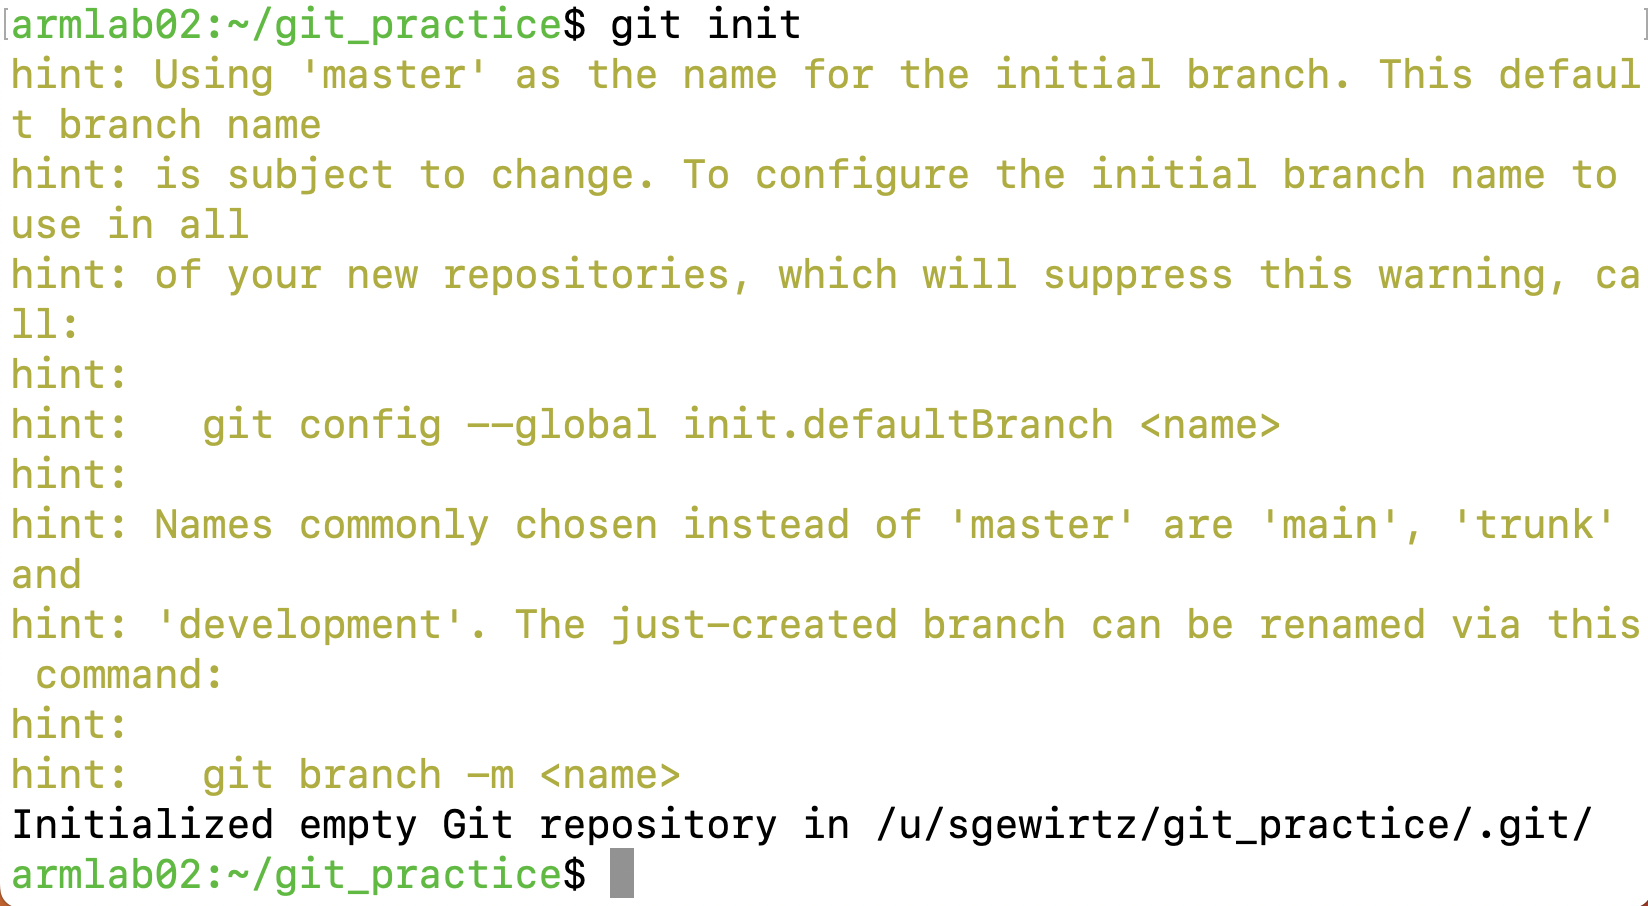 [armlab02:~/git_practice$ git init ]
hint: Using 'master' as the name for the initial branch. This defaul
t branch name
hint: is subject to change. To configure the initial branch name to
use in all
hint: of your new repositories, which will suppress this warning, ca
ll:
hint:
hint:   git config --global init.defaultBranch <name>
hint:
hint: Names commonly chosen instead of 'master' are 'main', 'trunk'
and
hint: 'development'. The just-created branch can be renamed via this
 command:
hint:
hint:   git branch -m <name>
Initialized empty Git repository in /u/sgewirtz/git_practice/.git/
armlab02:~/git_practice$